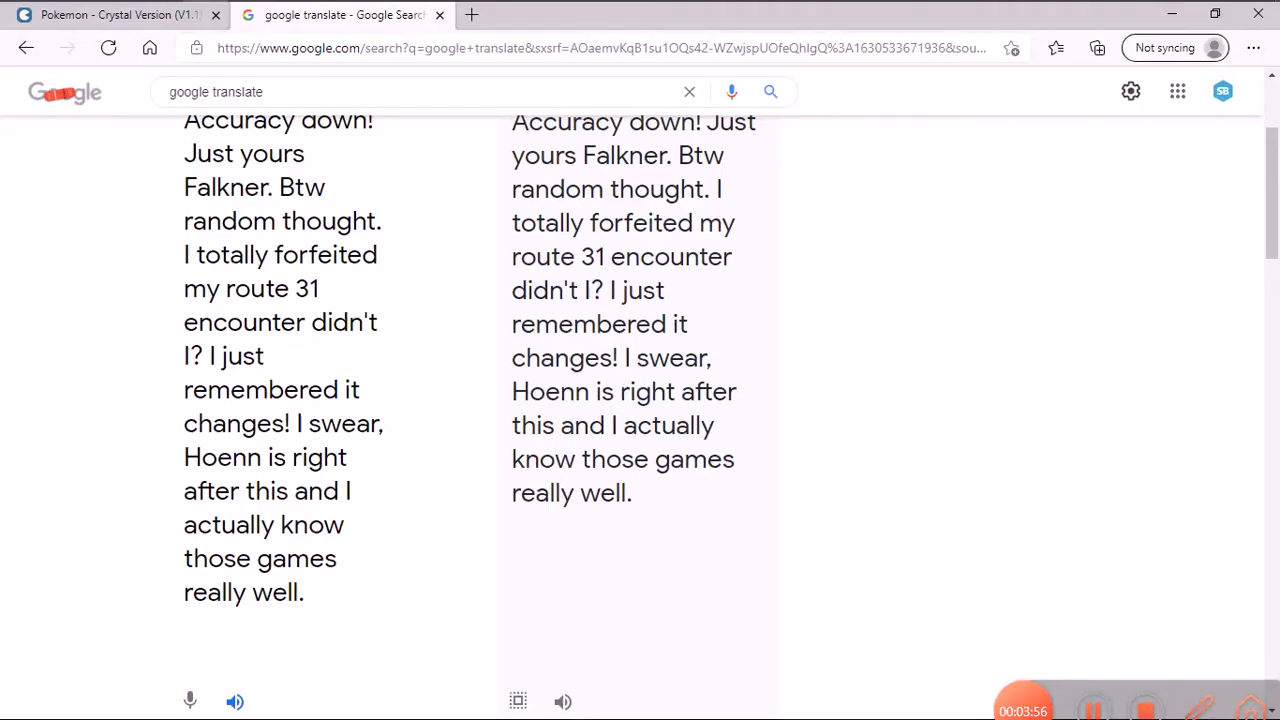 Pokemon - Crystal Version (V1.1)
google translate - Google Search
https://www.google.com/search?q=google+translate&sxsrf=AOaemvKqB1su1OQs42-WZwjspUOfeQhIgQ%3A1630533671936&sou...
Not syncing
Google
google translate
SB
Accuracy down!
Just yours
Falkner. Btw
random thought.
I totally forfeited
my route 31
encounter didn't
I? I just
remembered it
changes! I swear,
Hoenn is right
after this and I
actually know
those games
really well.
Accuracy down! Just
yours Falkner. Btw
random thought. I
totally forfeited my
route 31 encounter
didn't I? I just
remembered it
changes! I swear,
Hoenn is right after
this and I actually
know those games
really well.
00:03:56